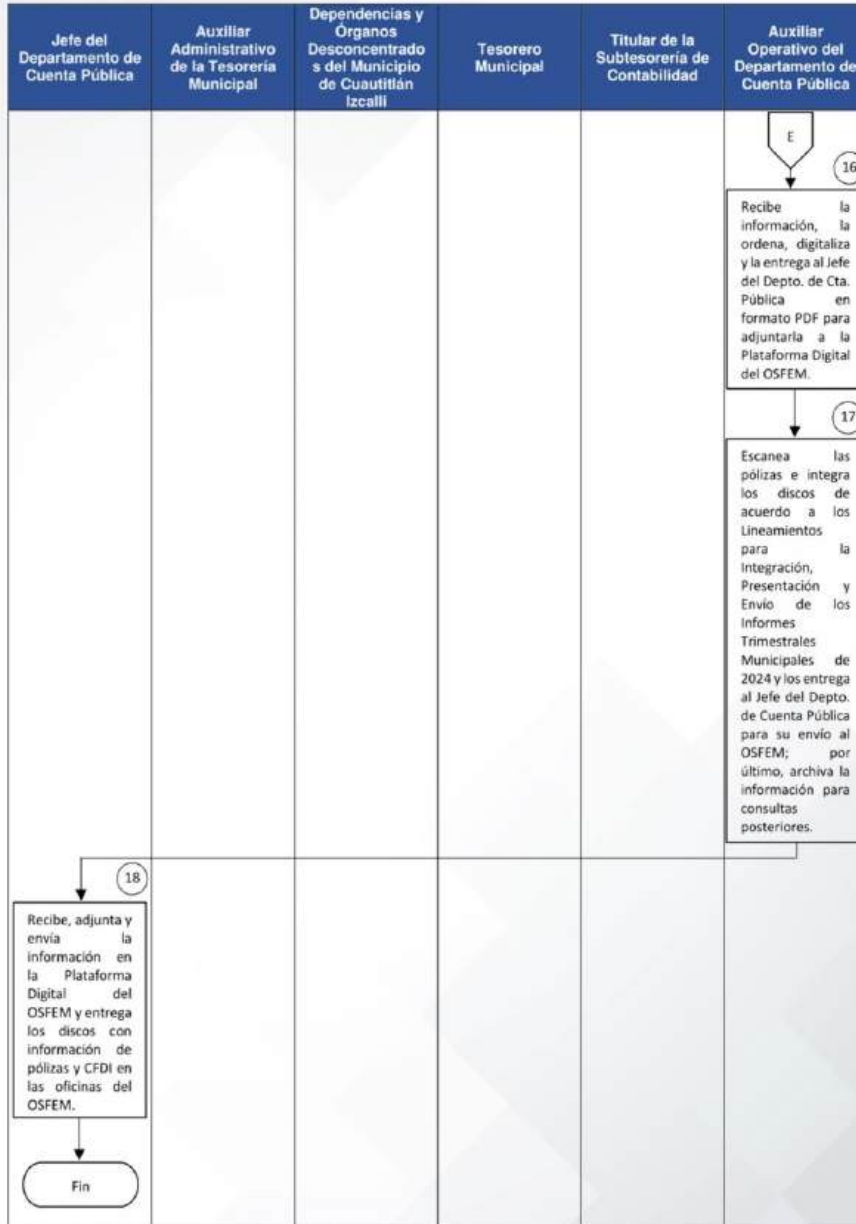 Jefe del
Departamento de
Cuenta Pública
Auxiliar
Administrativo
de la Tesorería
Municipal
Dependencias y
Órganos
Desconcentrado
s del Municipio
de Cuautitlán
Izcalli
Tesorero
Municipal
Titular de la
Subtesorería de
Contabilidad
Auxiliar
Operativo del
Departamento de
Cuenta Pública
E
16
Recibe la
información, la
ordena, digitaliza
y la entrega al Jefe
del Depto. de Cta.
Pública en
formato PDF para
adjuntarla a la
Plataforma Digital
del OSFEM.
17
Escanea las
pólizas e integra
los discos de
acuerdo a los
Lineamientos
para la
Integración,
Presentación y
Envío de los
Informes
Trimestrales
Municipales de
2024 y los entrega
al Jefe del Depto.
de Cuenta Pública
para su envío al
OSFEM; por
último, archiva la
información para
consultas
posteriores.
18
Recibe, adjunta y
envía la
información en
la Plataforma
Digital del
OSFEM y entrega
los discos con
información de
pólizas y CFDI en
las oficinas del
OSFEM.
Fin